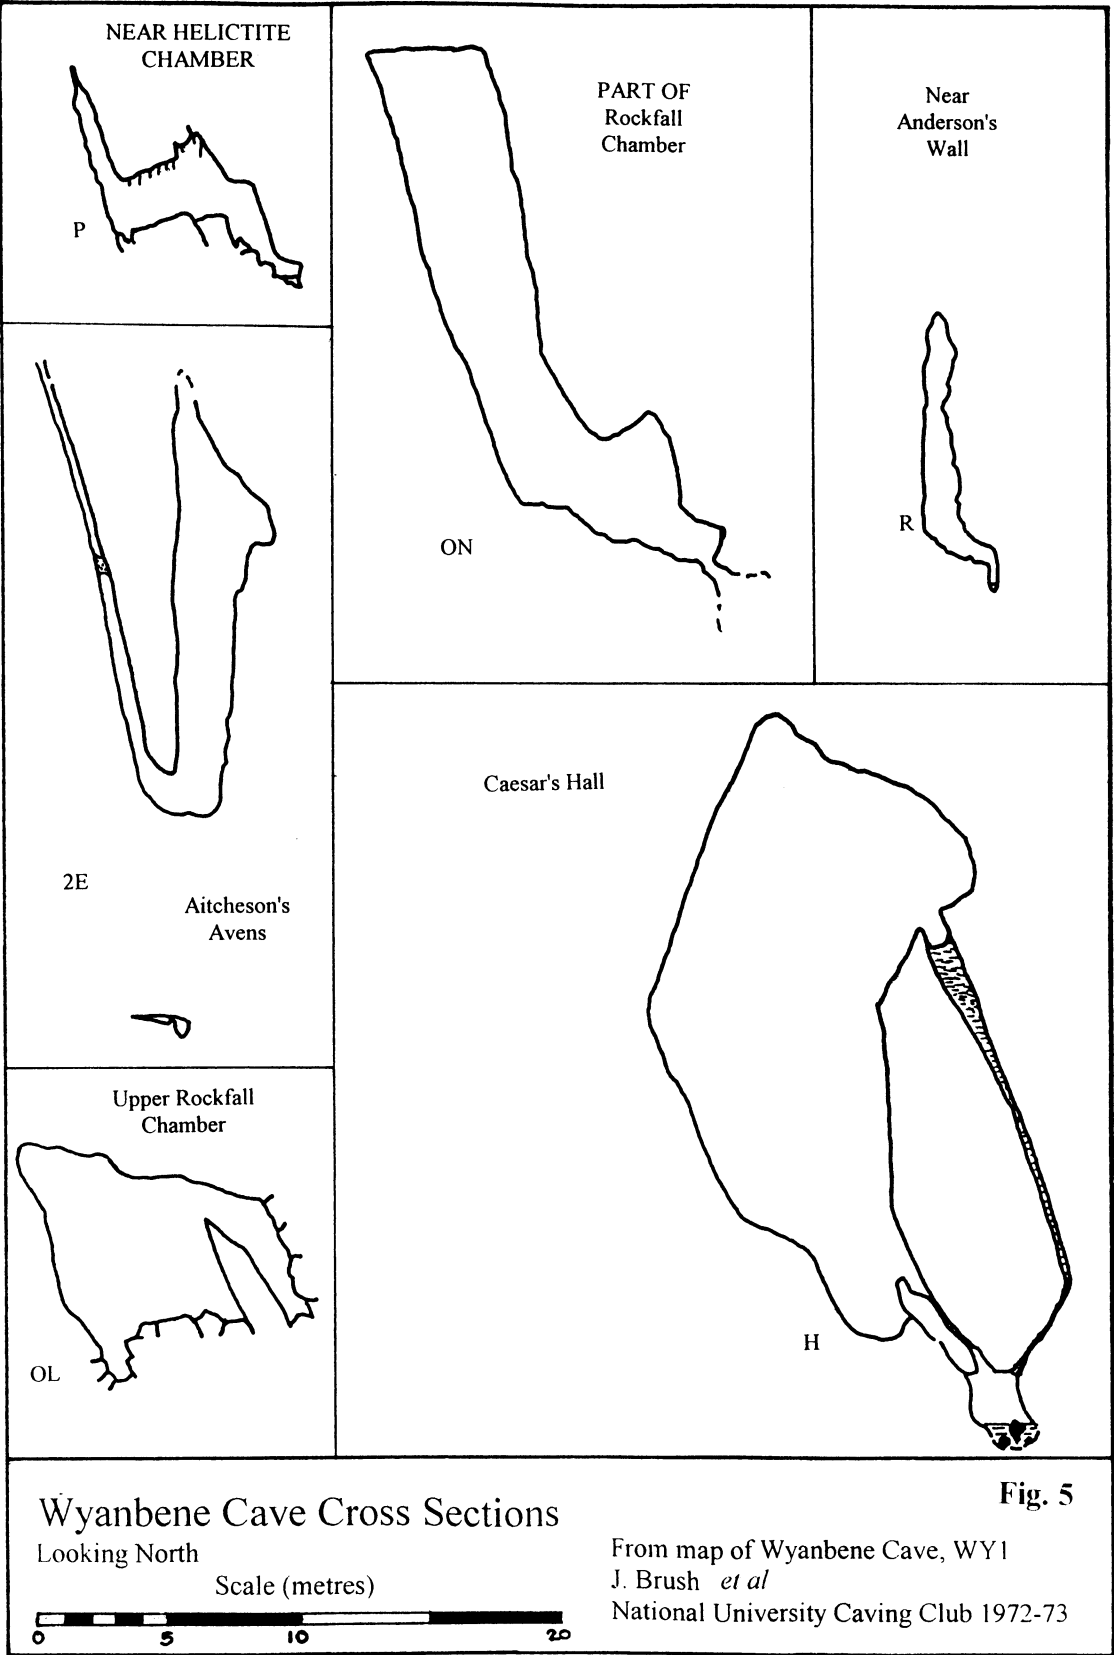 NEAR HELICTITE
CHAMBER
P
PART OF
Rockfall
Chamber
ON
Near
Anderson's
Wall
R
2E
Aitcheson's
Avens
Caesar's Hall
H
Upper Rockfall
Chamber
OL
Fig. 5
Wyanbene Cave Cross Sections
Looking North
Scale (metres)
0 5 10 20
From map of Wyanbene Cave, WY1
J. Brush et al
National University Caving Club 1972-73